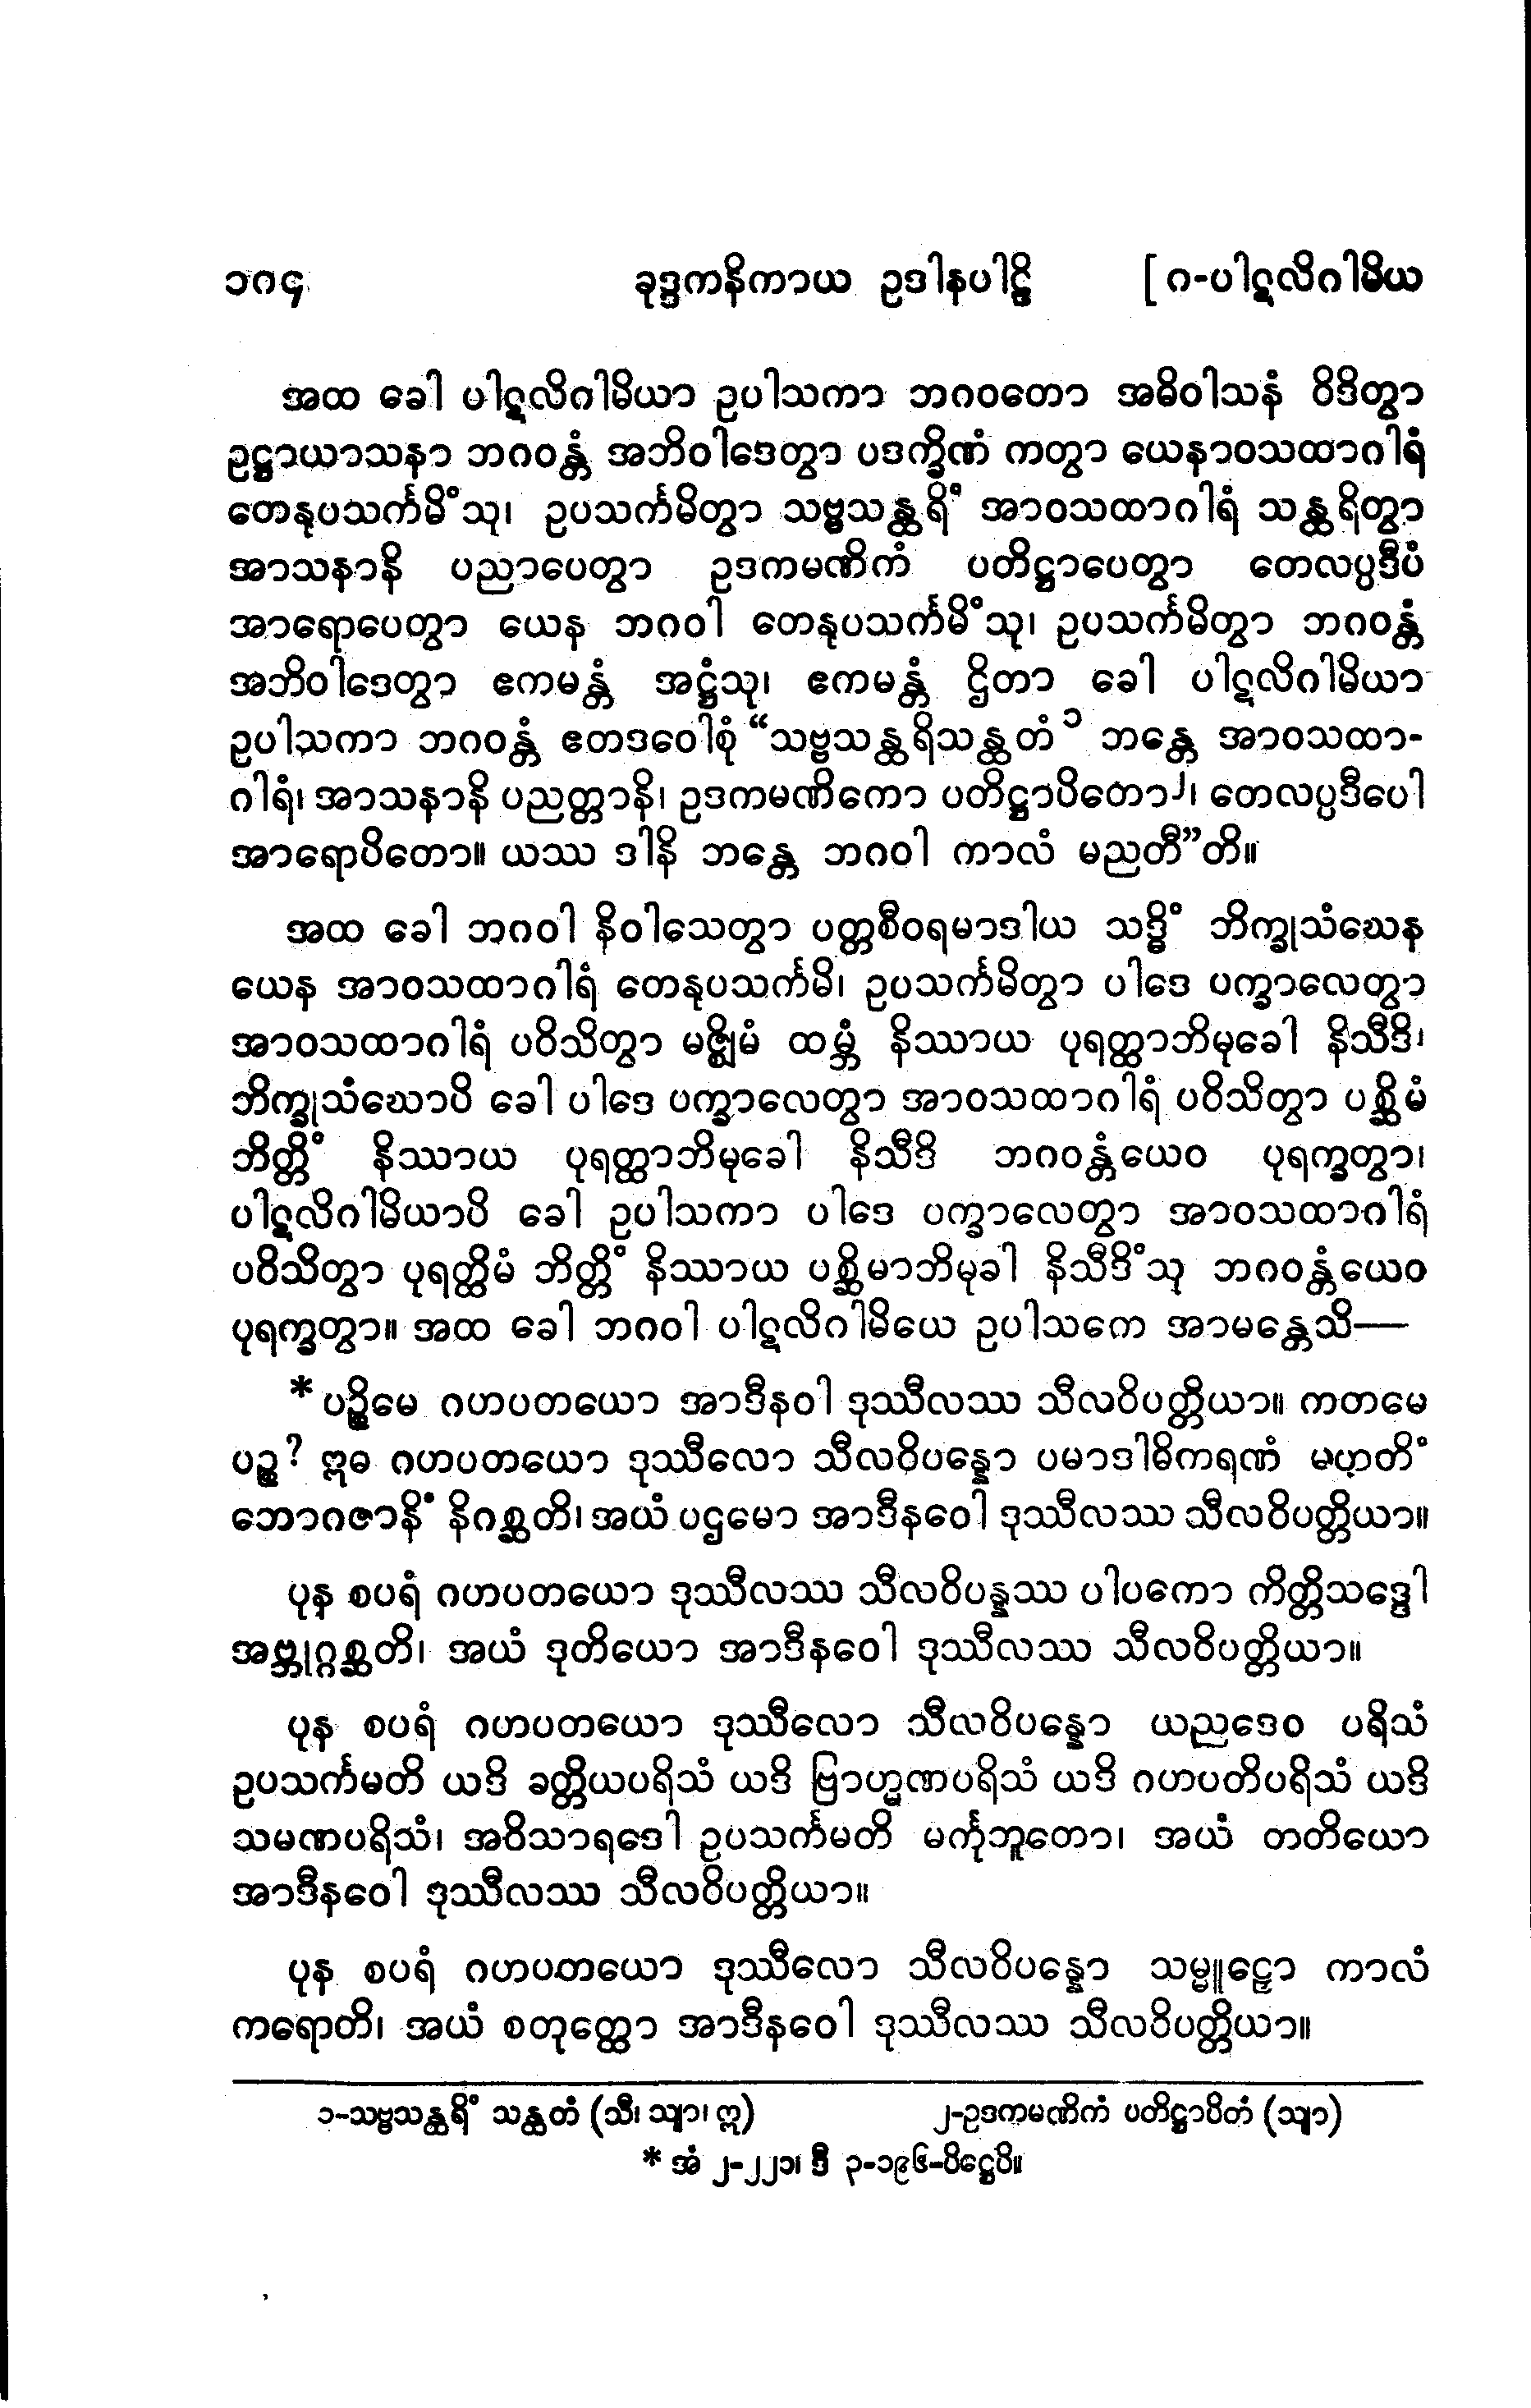 ၁၈၄ ခုဒ္ဒကနိကာယ ဥဒါနပါဠိ [ ၈-ပါဋလိဂါမိယ
အထ ခေါ ပါဋလိဂါမိယာ ဥပါသကာ ဘဂဝတော အဓိဝါသနံ ဝိဒိတွာ
ဥဋ္ဌာယာသနာ ဘဂဝန္တံ အဘိဝါဒေတွာ ပဒက္ခိဏံ ကတွာ ယေနာဝသထာဂါရံ
တေနုပသင်္ကမိံသု၊ ဥပသင်္ကမိတွာ သဗ္ဗသန္ထရိံ အာဝသထာဂါရံ သန္ထရိတွာ
အာသနာနိ ပညာပေတွာ ဥဒကမဏိကံ ပတိဋ္ဌာပေတွာ တေလပ္ပဒီပံ
အာရောပေတွာ ယေန ဘဂဝါ တေနုပသင်္ကမိံသု၊ ဥပသင်္ကမိတွာ ဘဂဝန္တံ
အဘိဝါဒေတွာ ဧကမန္တံ အဋ္ဌံသု၊ ဧကမန္တံ ဌိတာ ခေါ ပါဋလိဂါမိယာ
ဥပါသကာ ဘဂဝန္တံ ဧတဒဝေါစုံ “သဗ္ဗသန္ထရိသန္ထတံ၁ ဘန္တေ အာဝသထာ-
ဂါရံ၊ အာသနာနိ ပညတ္တာနိ၊ ဥဒကမဏိကော ပတိဋ္ဌာပိတော၂၊ တေလပ္ပဒီပေါ
အာရောပိတော။ ယဿ ဒါနိ ဘန္တေ ဘဂဝါ ကာလံ မညတီ”တိ။
အထ ခေါ ဘဂဝါ နိဝါသေတွာ ပတ္တစီဝရမာဒါယ သဒ္ဓိံ ဘိက္ခုသံဃေန
ယေန အာဝသထာဂါရံ တေနုပသင်္ကမိ၊ ဥပသင်္ကမိတွာ ပါဒေ ပက္ခာလေတွာ
အာဝသထာဂါရံ ပဝိသိတွာ မဇ္ဈိမံ ထမ္ဘံ နိဿာယ ပုရတ္ထာဘိမုခေါ နိသီဒိ၊
ဘိက္ခုသံဃောပိ ခေါ ပါဒေ ပက္ခာလေတွာ အာဝသထာဂါရံ ပဝိသိတွာ ပစ္ဆိမံ
ဘိတ္တိံ နိဿာယ ပုရတ္ထာဘိမုခေါ နိသီဒိ ဘဂဝန္တံယေဝ ပုရက္ခတွာ၊
ပါဋလိဂါမိယာပိ ခေါ ဥပါသကာ ပါဒေ ပက္ခာလေတွာ အာဝသထာဂါရံ
ပဝိသိတွာ ပုရတ္ထိမံ ဘိတ္တိံ နိဿာယ ပစ္ဆိမာဘိမုခါ နိသီဒိံသု ဘဂဝန္တံယေဝ
ပုရက္ခတွာ။ အထ ခေါ ဘဂဝါ ပါဋလိဂါမိယေ ဥပါသကေ အာမန္တေသိ—
* ပဉ္စိမေ ဂဟပတယော အာဒီနဝါ ဒုဿီလဿ သီလဝိပတ္တိယာ။ ကတမေ
ပဉ္စ? ဣဓ ဂဟပတယော ဒုဿီလော သီလဝိပန္နော ပမာဒါဓိကရဏံ မဟတိံ
ဘောဂဇာနိံ နိဂစ္ဆတိ၊ အယံ ပဌမော အာဒီနဝေါ ဒုဿီလဿ သီလဝိပတ္တိယာ။
ပုန စပရံ ဂဟပတယော ဒုဿီလဿ သီလဝိပန္နဿ ပါပကော ကိတ္တိသဒ္ဒေါ
အဗ္ဘုဂ္ဂစ္ဆတိ၊ အယံ ဒုတိယော အာဒီနဝေါ ဒုဿီလဿ သီလဝိပတ္တိယာ။
ပုန စပရံ ဂဟပတယော ဒုဿီလော သီလဝိပန္နော ယညဒေဝ ပရိသံ
ဥပသင်္ကမတိ ယဒိ ခတ္တိယပရိသံ ယဒိ ဗြာဟ္မဏပရိသံ ယဒိ ဂဟပတိပရိသံ ယဒိ
သမဏပရိသံ၊ အဝိသာရဒေါ ဥပသင်္ကမတိ မင်္ကုဘူတော၊ အယံ တတိယော
အာဒီနဝေါ ဒုဿီလဿ သီလဝိပတ္တိယာ။
ပုန စပရံ ဂဟပတယော ဒုဿီလော သီလဝိပန္နော သမ္မူဠှော ကာလံ
ကရောတိ၊ အယံ စတုတ္ထော အာဒီနဝေါ ဒုဿီလဿ သီလဝိပတ္တိယာ။
၁-သဗ္ဗသန္ထရိံ သန္ထတံ (သီ၊ သျာ၊ ဣ) ၂-ဥဒကမဏိကံ ပတိဋ္ဌာပိတံ (သျာ)
* အံ ၂-၂၂၁၊ ဒီ ၃-၁၉၆-ပိဋ္ဌေပိ။